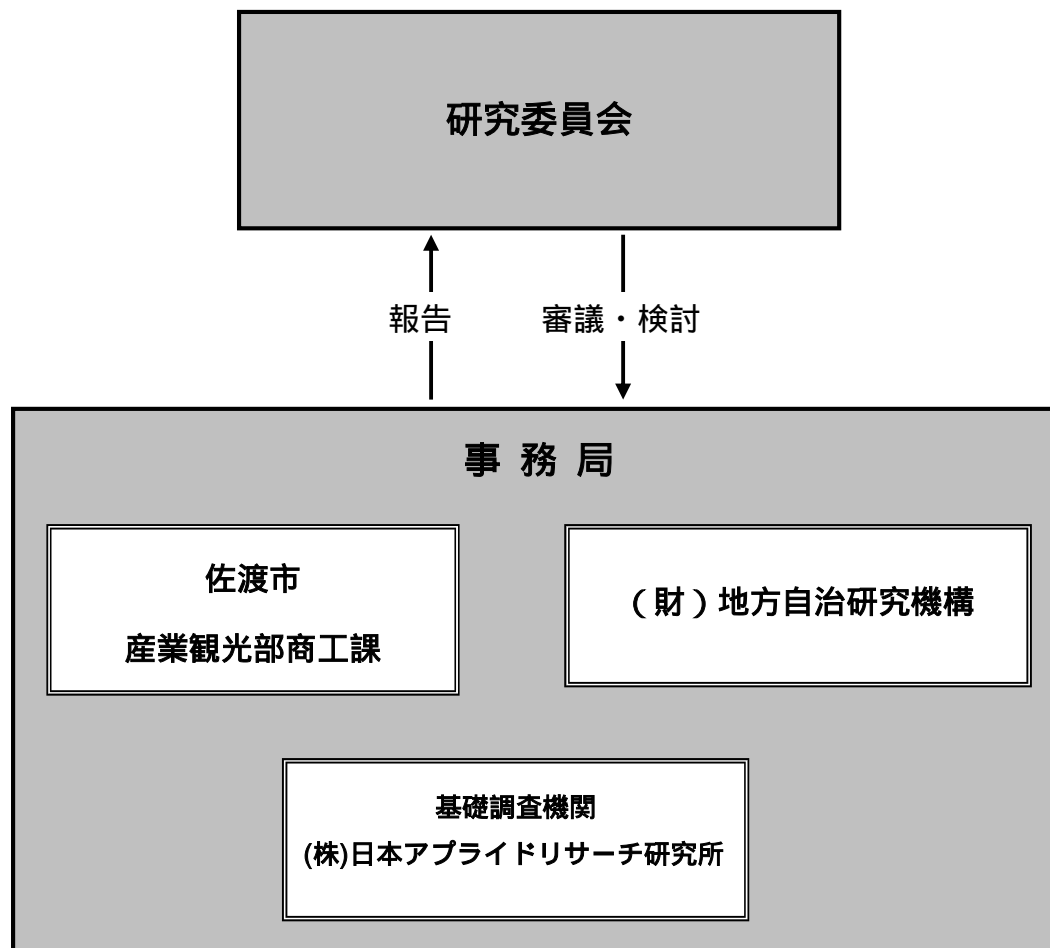 研究委員会
報告
審議・検討
事 務 局
佐渡市
産業観光部商工課
（財）地方自治研究機構
基礎調査機関
(株)日本アプライドリサーチ研究所